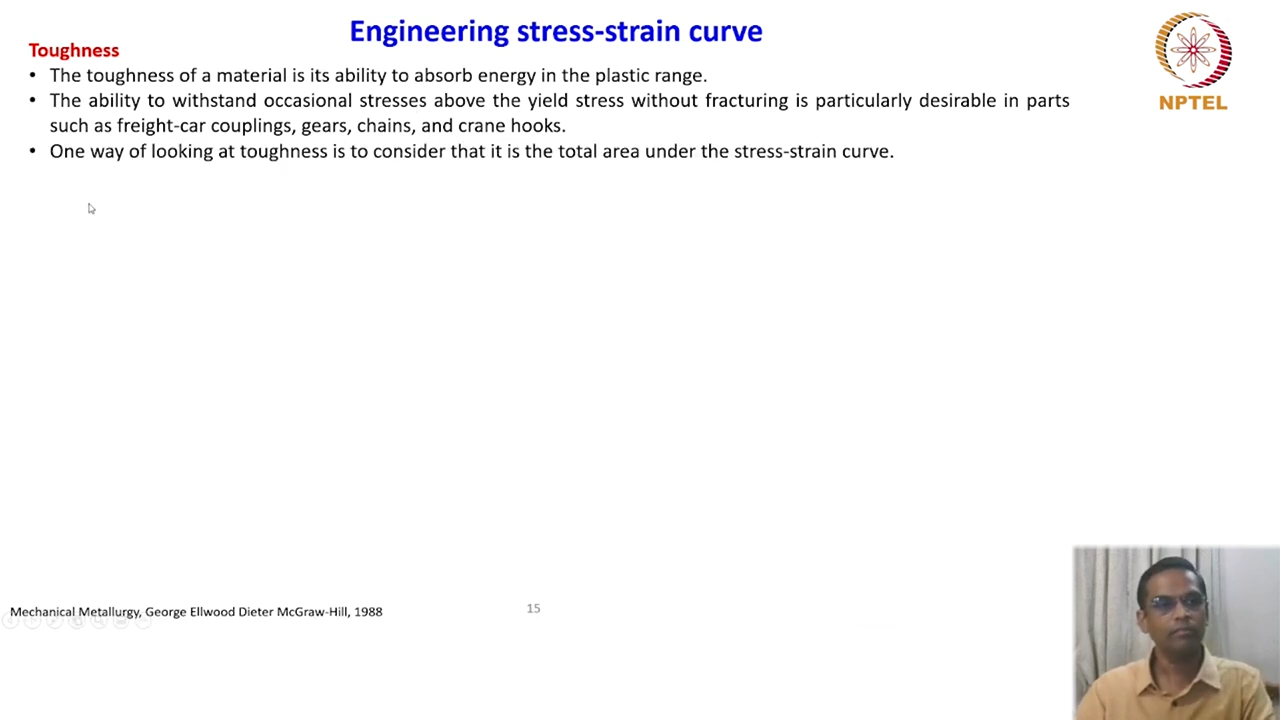 Engineering stress-strain curve
Toughness
• The toughness of a material is its ability to absorb energy in the plastic range.
• The ability to withstand occasional stresses above the yield stress without fracturing is particularly desirable in parts
such as freight-car couplings, gears, chains, and crane hooks.
• One way of looking at toughness is to consider that it is the total area under the stress-strain curve.
NPTEL
Mechanical Metallurgy, George Ellwood Dieter McGraw-Hill, 1988
15